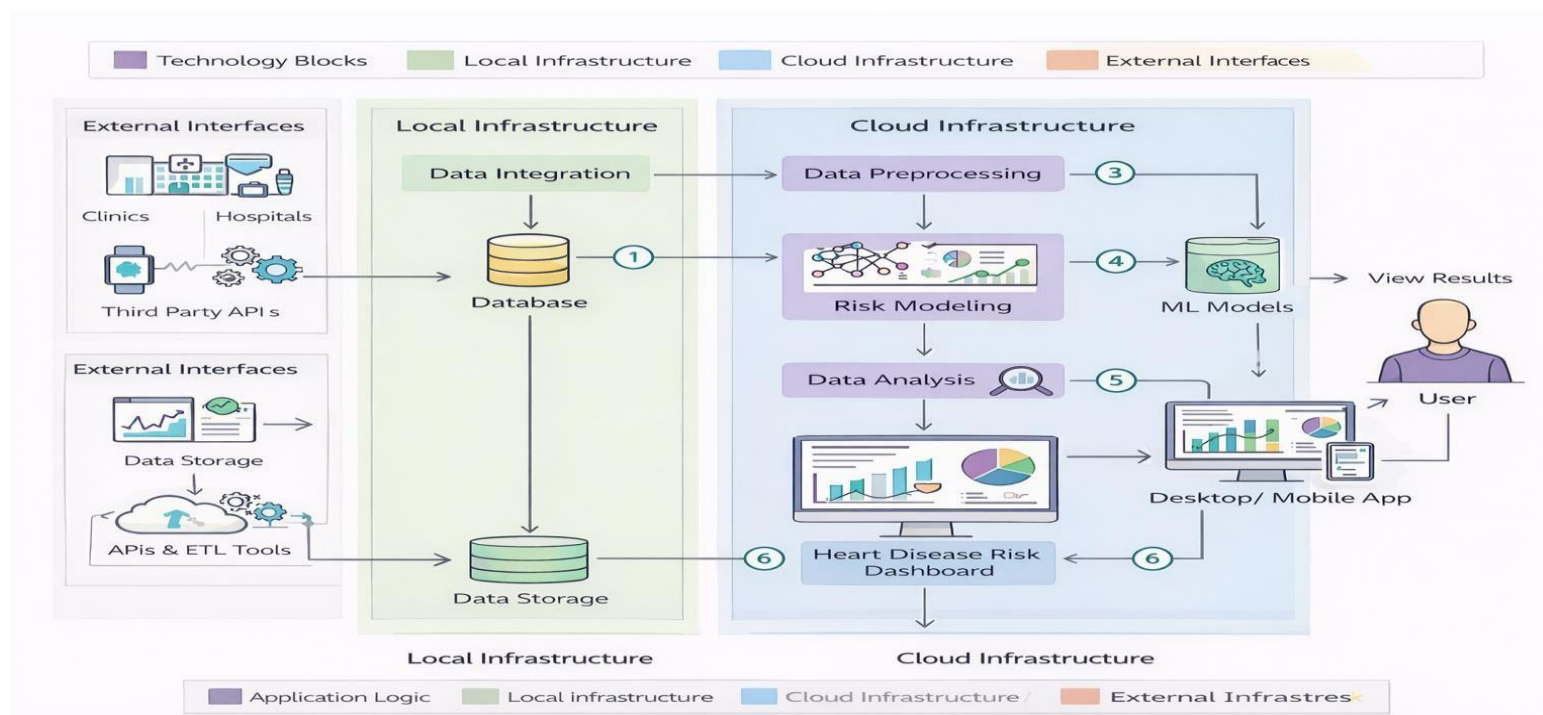 Technology Blocks
Local Infrastructure
Cloud Infrastructure
External Interfaces
External Interfaces
Clinics
Hospitals
Third Party API s
External Interfaces
Data Storage
APis & ETL Tools
Local Infrastructure
Data Integration
1
Database
Data Storage
Local Infrastructure
Cloud Infrastructure
Data Preprocessing
3
Risk Modeling
4
ML Models
Data Analysis
5
6
Heart Disease Risk
Dashboard
6
Desktop/ Mobile App
View Results
User
Cloud Infrastructure
Application Logic
Local infrastructure
Cloud Infrastructure /
External Infrastresk